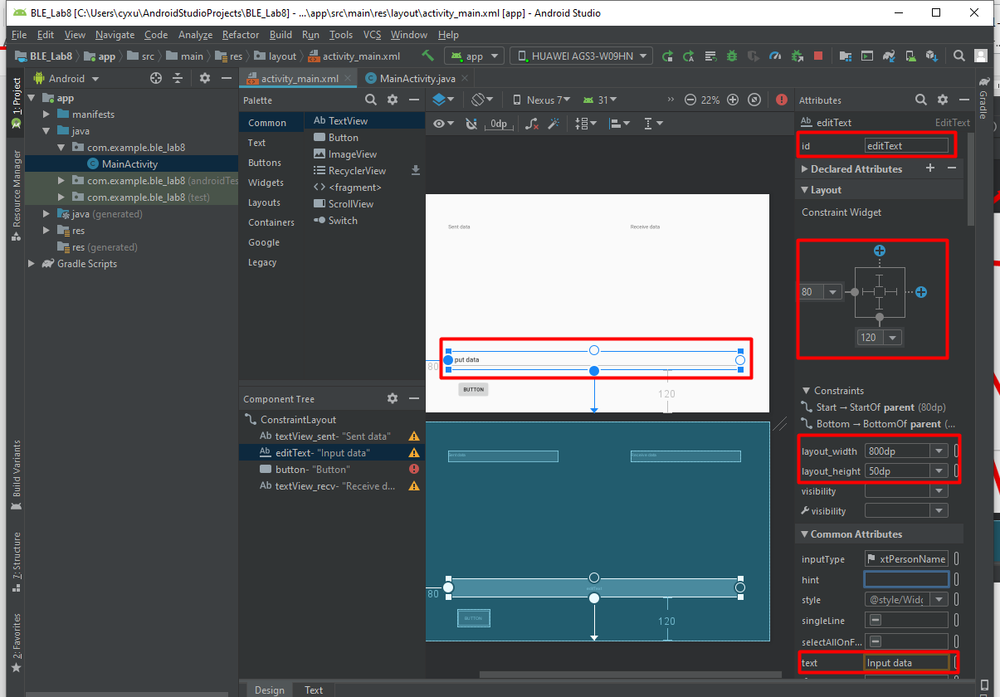 BLE_Lab8 [C:\Users\cyxu\AndroidStudioProjects\BLE_Lab8] - ...\app\src\main\res\layout\activity_main.xml [app] - Android Studio
File Edit View Navigate Code Analyze Refactor Build Run Tools VCS Window Help
BLE_Lab8 app src main res layout activity_main.xml app HUAWEI AGS3-W09HN
1: Project
Resource Manager
Build Variants
7: Structure
2: Favorites
Android
app
manifests
java
com.example.ble_lab8
MainActivity
com.example.ble_lab8 (androidTes
com.example.ble_lab8 (test)
java (generated)
res
res (generated)
Gradle Scripts
activity_main.xml MainActivity.java
Palette
Common
Text
Buttons
Widgets
Layouts
Containers
Google
Legacy
Ab TextView
Button
ImageView
RecyclerView
<> <fragment>
ScrollView
Switch
Component Tree
ConstraintLayout
Ab textView_sent- "Sent data"
Ab editText- "Input data"
button- "Button"
Ab textView_recv- "Receive d...
Nexus 7 31 22%
0dp
Sent data Receive data
80 put data
BUTTON 120
Sent data Receive data
80 editText
BUTTON 120
Design Text
Attributes
Ab editText EditText
id editText
Declared Attributes
Layout
Constraint Widget
80
120
Constraints
Start → StartOf parent (80dp)
Bottom → BottomOf parent (...
layout_width 800dp
layout_height 50dp
visibility
visibility
Common Attributes
inputType xtPersonName
hint
style @style/Widg
singleLine
selectAllOnF...
text Input data
Gradle